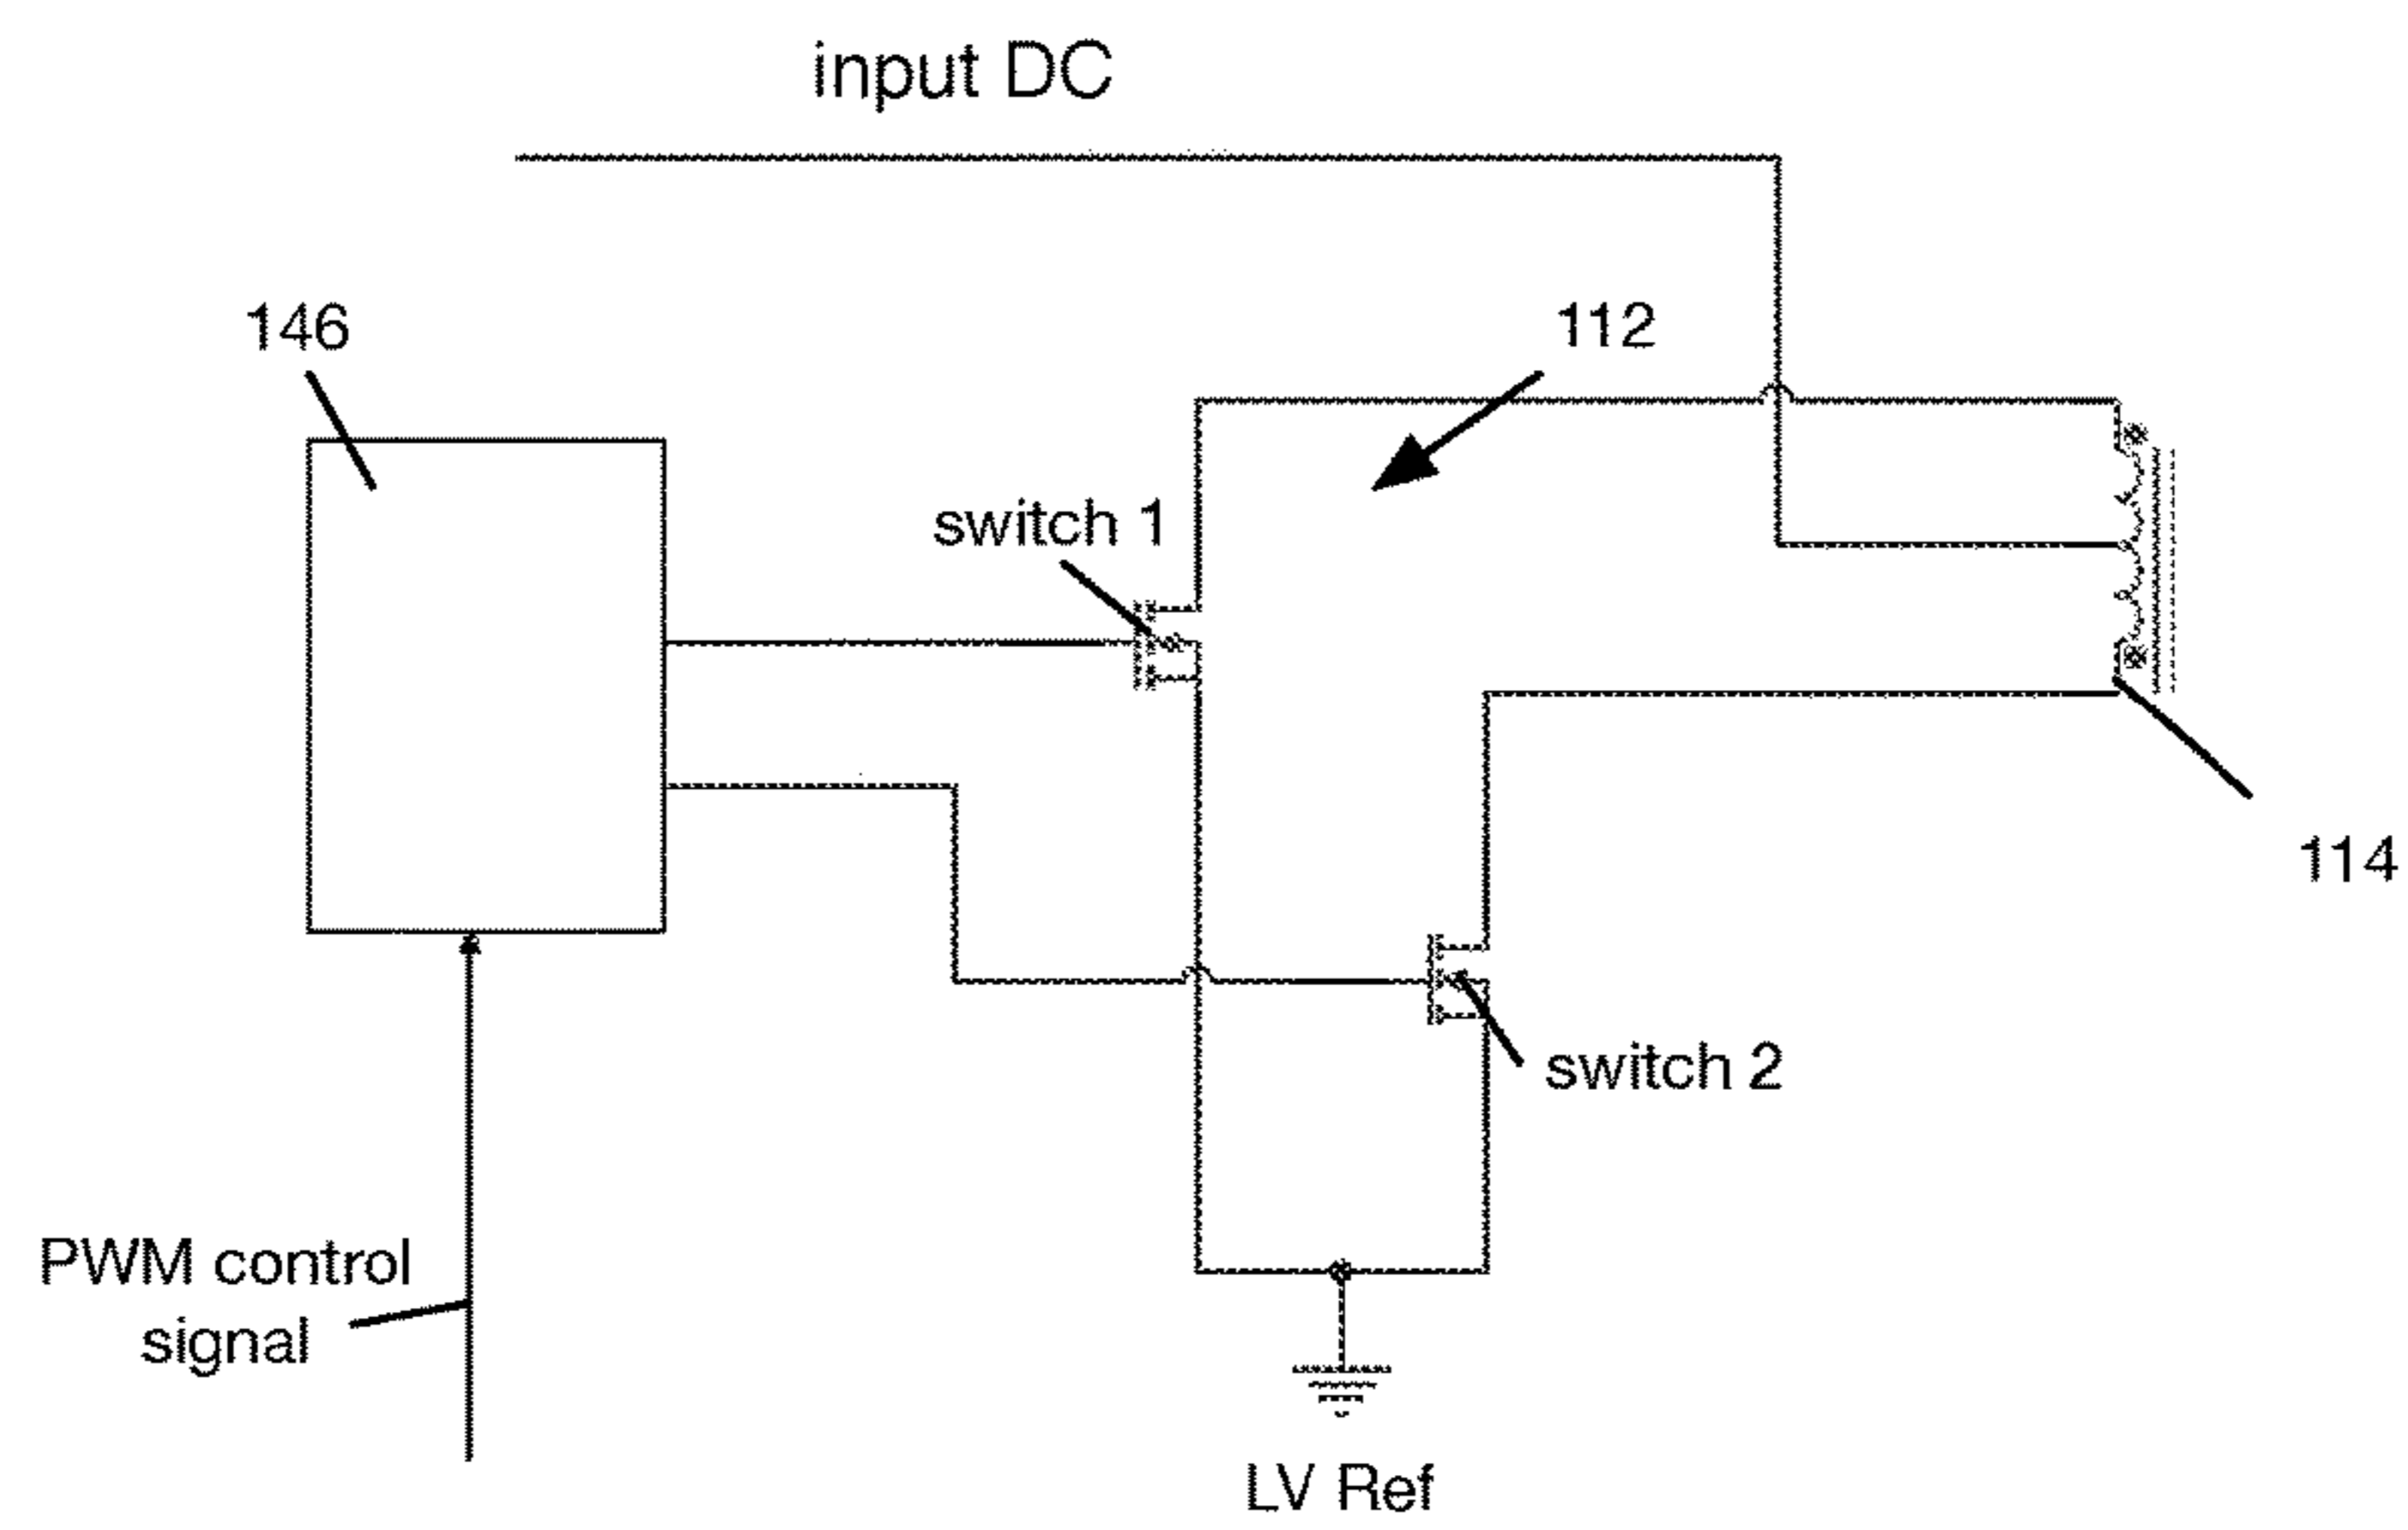 input DC
146
112
switch 1
114
switch 2
PWM control
signal
LV Ref